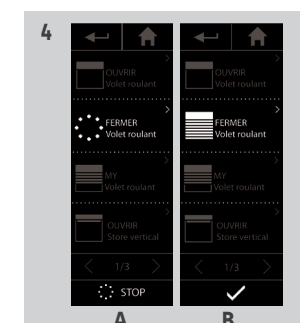 4
OUVRIR
Volet roulant
FERMER
Volet roulant
MY
Volet roulant
OUVRIR
Store vertical
1/3
STOP
A
OUVRIR
Volet roulant
FERMER
Volet roulant
MY
Volet roulant
OUVRIR
Store vertical
1/3
B